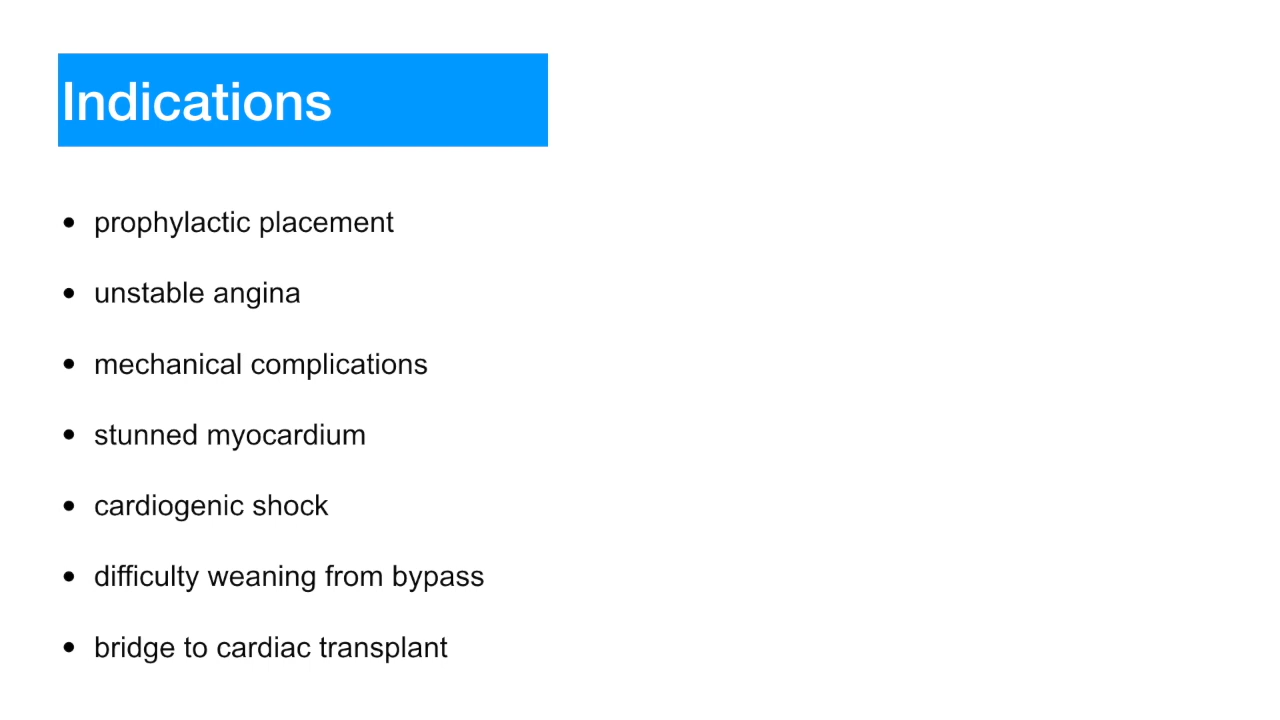 Indications
• prophylactic placement
• unstable angina
• mechanical complications
• stunned myocardium
• cardiogenic shock
• difficulty weaning from bypass
• bridge to cardiac transplant